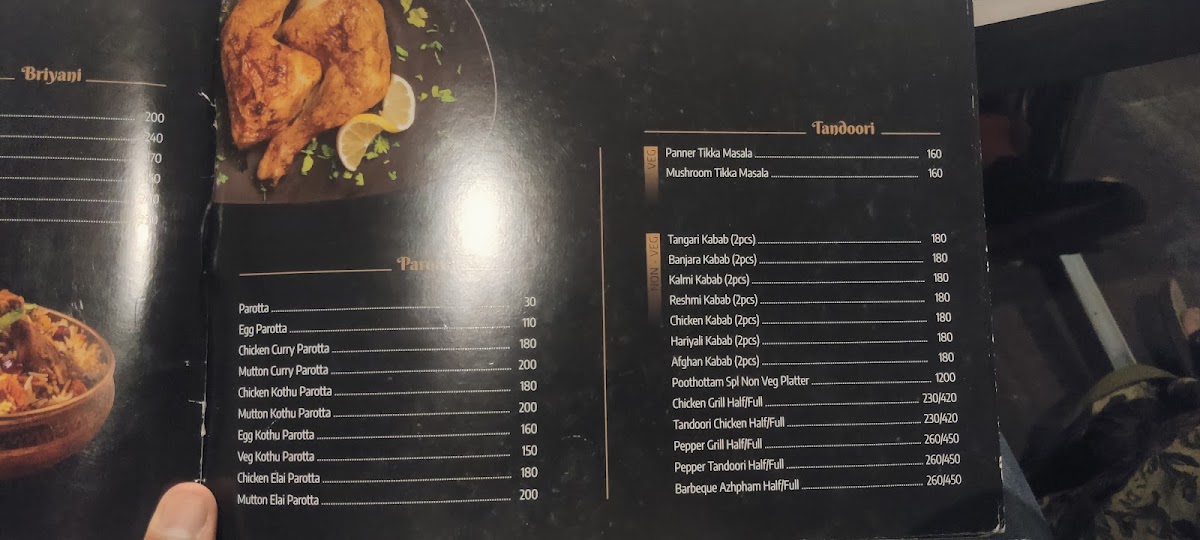 Briyani
200
240
Parotta 30
Egg Parotta 110
Chicken Curry Parotta 180
Mutton Curry Parotta 200
Chicken Kothu Parotta 180
Mutton Kothu Parotta 200
Egg Kothu Parotta 160
Veg Kothu Parotta 150
Chicken Elai Parotta 180
Mutton Elai Parotta 200
Tandoori
VEG
Panner Tikka Masala 160
Mushroom Tikka Masala 160
NON - VEG
Tangari Kabab (2pcs) 180
Banjara Kabab (2pcs) 180
Kalmi Kabab (2pcs) 180
Reshmi Kabab (2pcs) 180
Chicken Kabab (2pcs) 180
Hariyali Kabab (2pcs) 180
Afghan Kabab (2pcs) 180
Poothottam Spl Non Veg Platter 1200
Chicken Grill Half/Full 230/420
Tandoori Chicken Half/Full 230/420
Pepper Grill Half/Full 260/450
Pepper Tandoori Half/Full 260/450
Barbeque Azhpham Half/Full 260/450